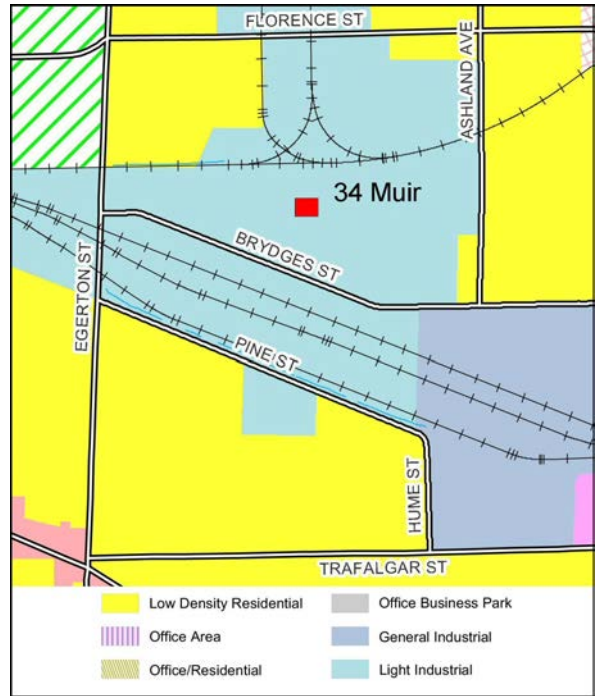 FLORENCE ST
ASHLAND AVE
34 Muir
BRYDGES ST
EGERTON ST
PINE ST
HUME ST
TRAFALGAR ST
Low Density Residential
Office Business Park
Office Area
General Industrial
Office/Residential
Light Industrial